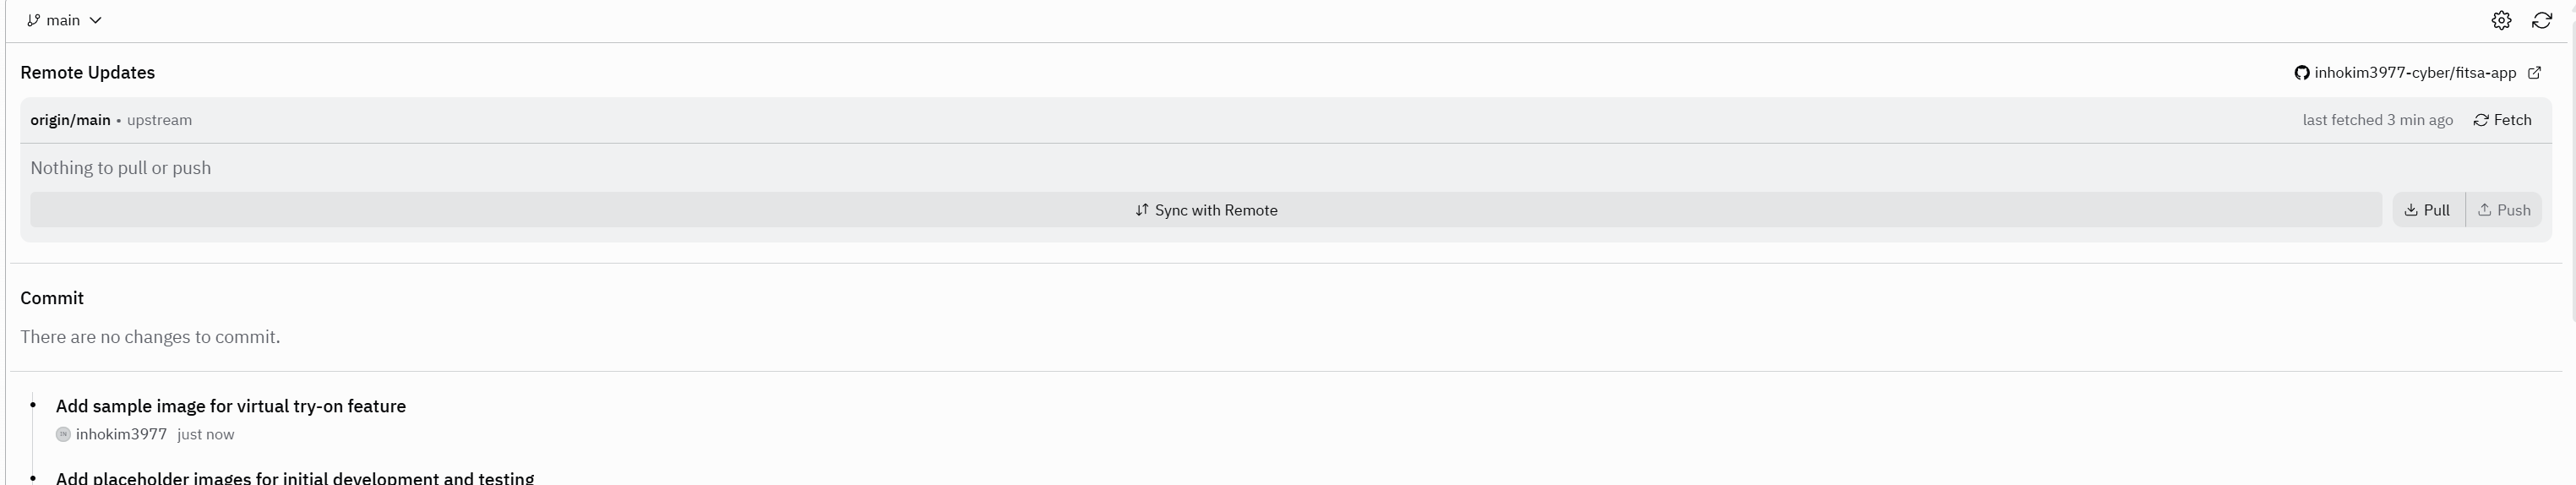 main
Remote Updates
inhokim3977-cyber/fitsa-app
origin/main • upstream
last fetched 3 min ago
Fetch
Nothing to pull or push
Sync with Remote
Pull
Push
Commit
There are no changes to commit.
Add sample image for virtual try-on feature
inhokim3977 just now
Add placeholder images for initial development and testing